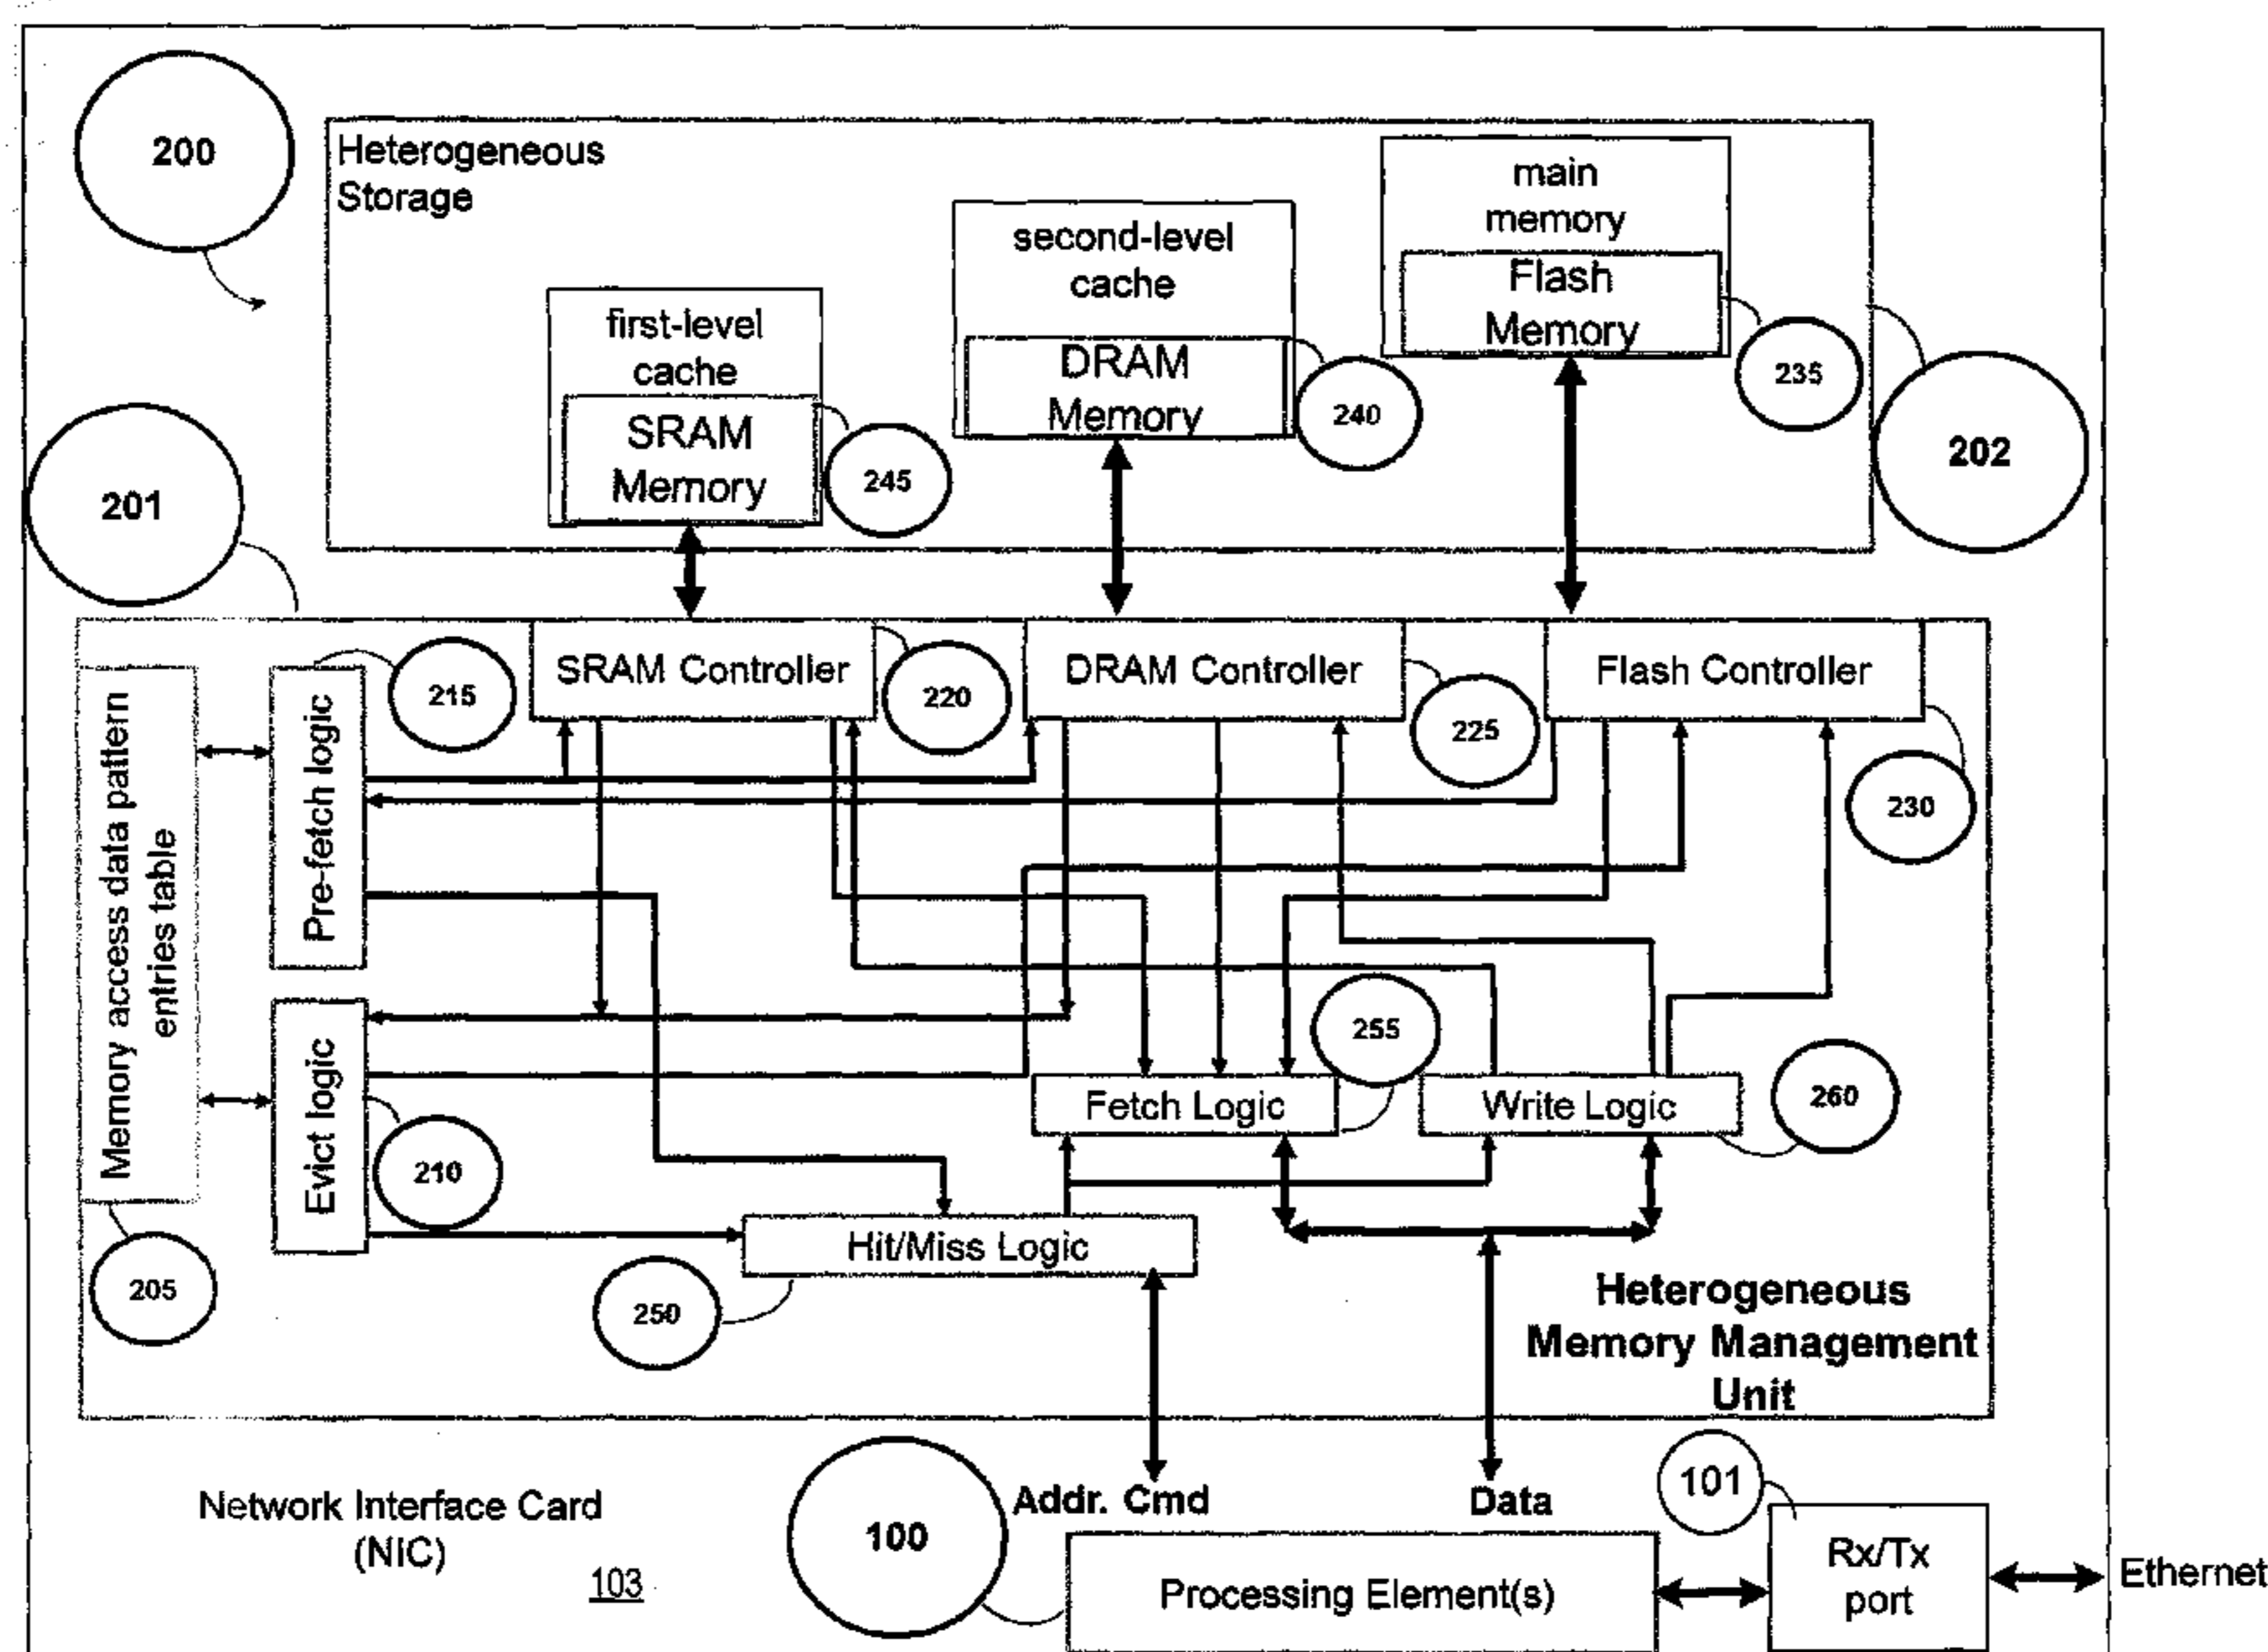 200
Heterogeneous
Storage
main
memory
Flash
Memory
235
second-level
cache
DRAM
Memory
240
first-level
cache
SRAM
Memory
245
202
201
215
SRAM Controller
220
DRAM Controller
225
Flash Controller
230
Memory access data pattern
entries table
Pre-fetch logic
Evict logic
210
205
255
Fetch Logic
Write Logic
260
Hit/Miss Logic
250
Heterogeneous
Memory Management
Unit
Network Interface Card
(NIC)
103
100
Addr. Cmd
Data
101
Processing Element(s)
Rx/Tx
port
Ethernet